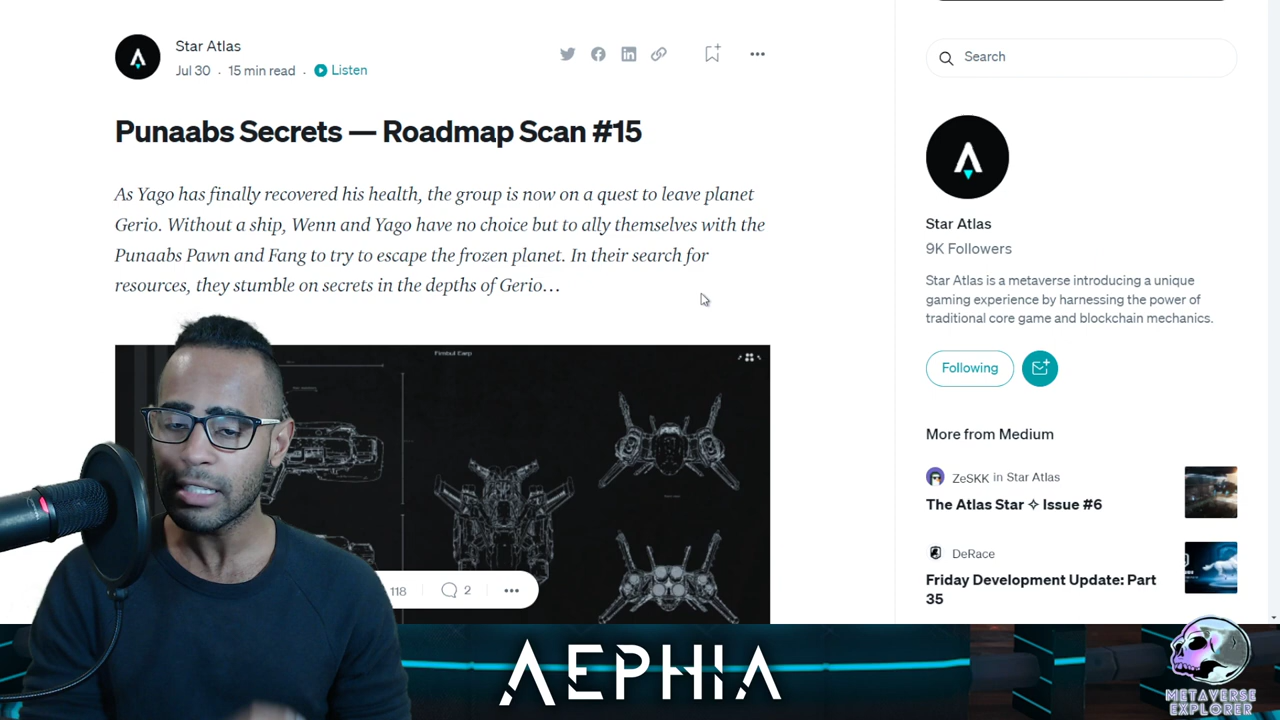 Star Atlas
Jul 30 · 15 min read · Listen
Punaabs Secrets — Roadmap Scan #15
As Yago has finally recovered his health, the group is now on a quest to leave planet
Gerio. Without a ship, Wenn and Yago have no choice but to ally themselves with the
Punaabs Pawn and Fang to try to escape the frozen planet. In their search for
resources, they stumble on secrets in the depths of Gerio…
Fimbul Earp
118
2
Search
Star Atlas
9K Followers
Star Atlas is a metaverse introducing a unique
gaming experience by harnessing the power of
traditional core game and blockchain mechanics.
Following
More from Medium
ZeSKK in Star Atlas
The Atlas Star ✧ Issue #6
DeRace
Friday Development Update: Part
35
AEPHIA
METAVERSE
EXPLORER